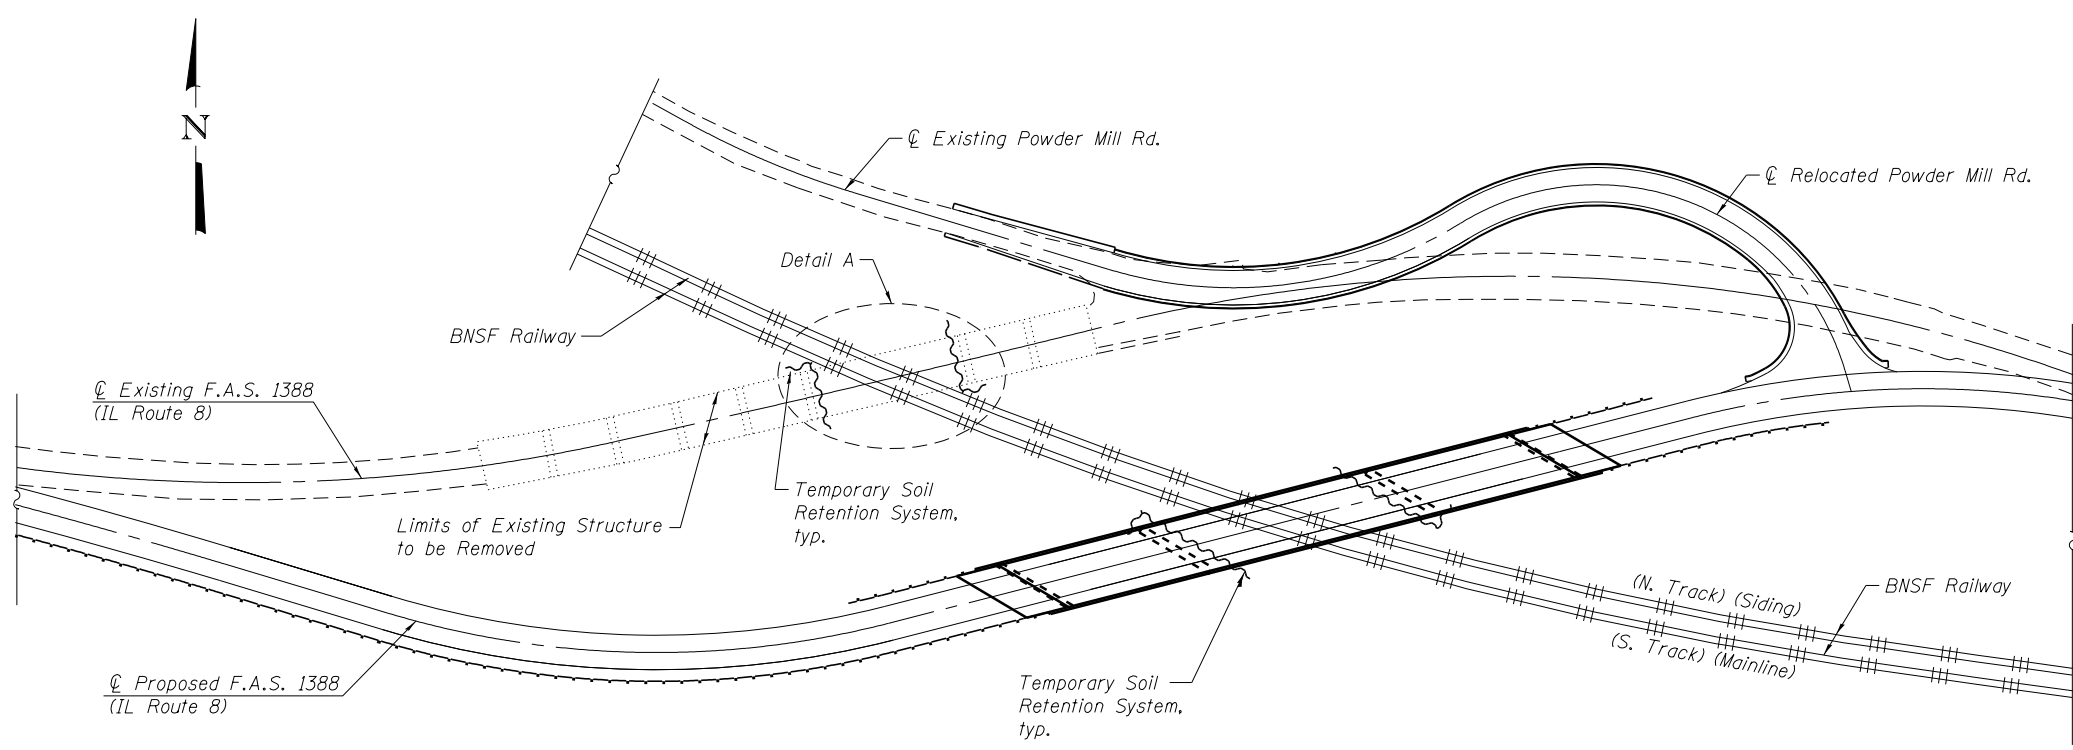 N
℄ Existing Powder Mill Rd.
℄ Relocated Powder Mill Rd.
Detail A
BNSF Railway
℄ Existing F.A.S. 1388
(IL Route 8)
Limits of Existing Structure
to be Removed
Temporary Soil
Retention System,
typ.
(N. Track) (Siding)
BNSF Railway
(S. Track) (Mainline)
℄ Proposed F.A.S. 1388
(IL Route 8)
Temporary Soil
Retention System,
typ.